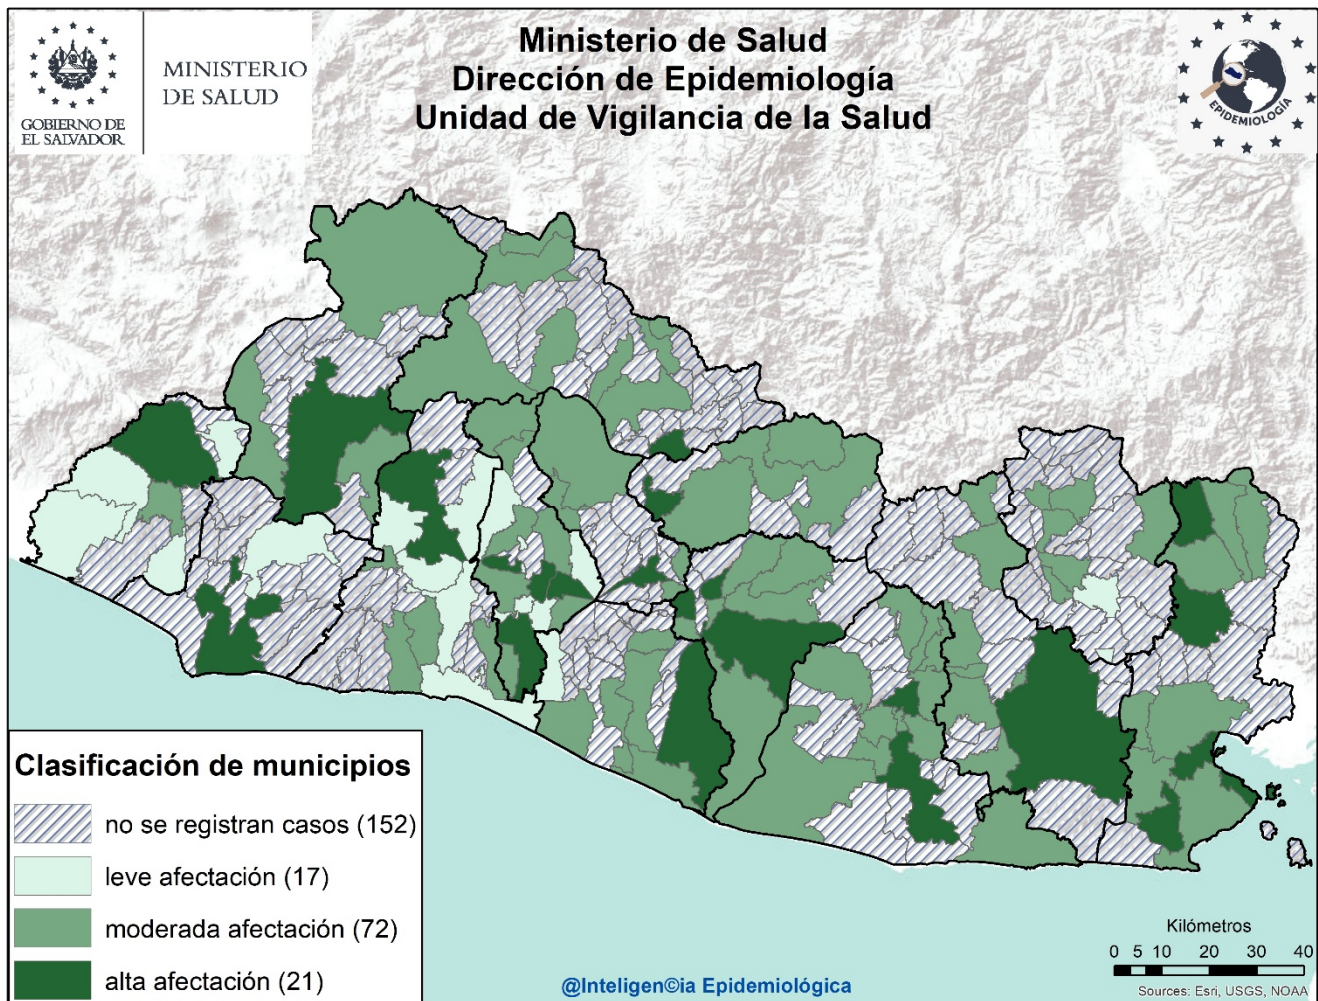 Ministerio de Salud
Dirección de Epidemiología
Unidad de Vigilancia de la Salud
MINISTERIO
DE SALUD
GOBIERNO DE
EL SALVADOR
EPIDEMIOLOGÍA
Clasificación de municipios
no se registran casos (152)
leve afectación (17)
moderada afectación (72)
alta afectación (21)
@Inteligen©ia Epidemiológica
Kilómetros
0 5 10 20 30 40
Sources: Esri, USGS, NOAA